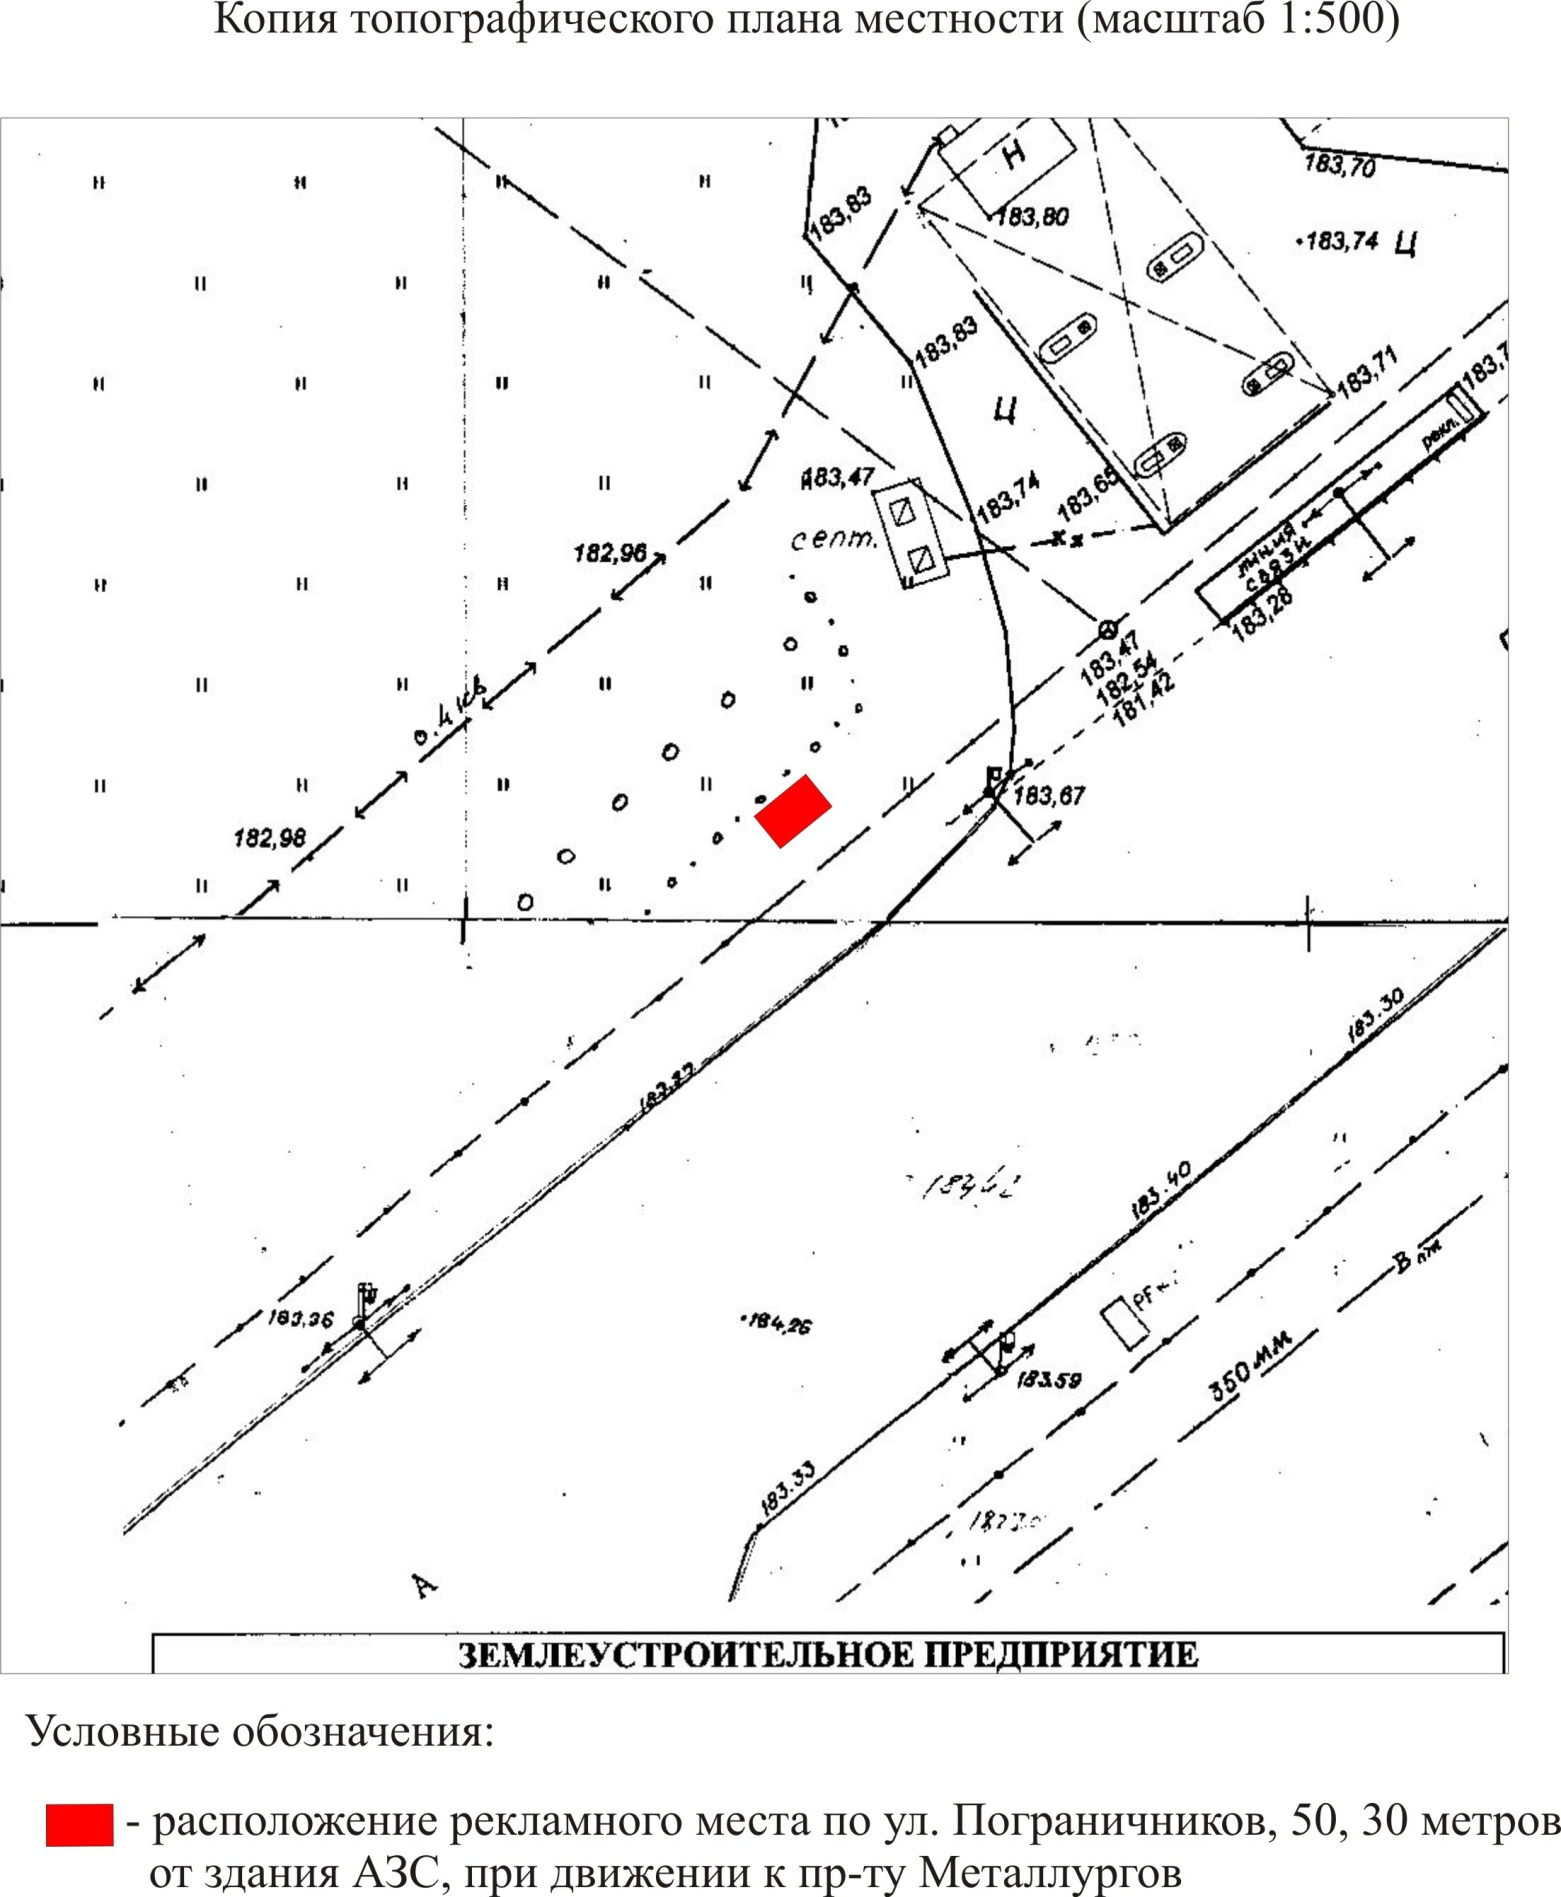 Копия топографического плана местности (масштаб 1:500)
183,70
183,83
Н
183,80
183,74 Ц
183,83
183,71
Ц
рекл.
183,47
183,74
183,65
септ.
182,96
линия
связи
183,28
183,47
182,54
181,42
0.4кв
183,67
182,98
183.30
183.40
В
183,36
184,26
350 мм
183.59
183.33
А
ЗЕМЛЕУСТРОИТЕЛЬНОЕ ПРЕДПРИЯТИЕ
Условные обозначения:
- расположение рекламного места по ул. Пограничников, 50, 30 метров
от здания АЗС, при движении к пр-ту Металлургов